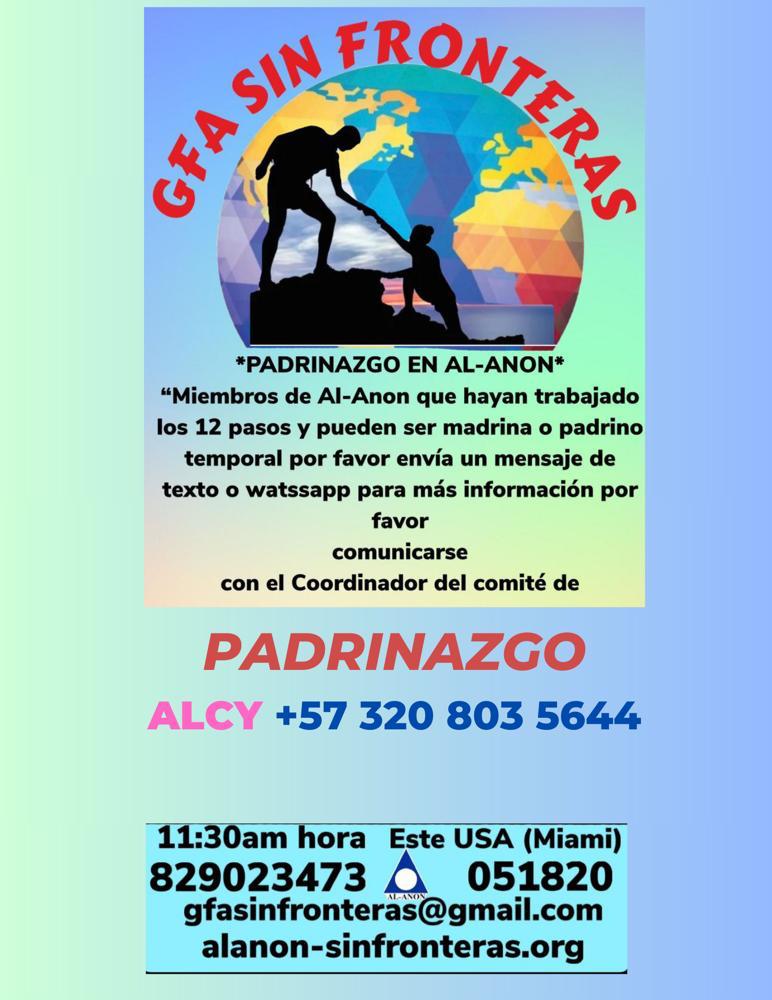 GFA SIN FRONTERAS
*PADRINAZGO EN AL-ANON*
“Miembros de Al-Anon que hayan trabajado
los 12 pasos y pueden ser madrina o padrino
temporal por favor envía un mensaje de
texto o watssapp para más información por
favor
comunicarse
con el Coordinador del comité de
PADRINAZGO
ALCY +57 320 803 5644
11:30am hora Este USA (Miami)
829023473 051820
AL-ANON
gfasinfronteras@gmail.com
alanon-sinfronteras.org